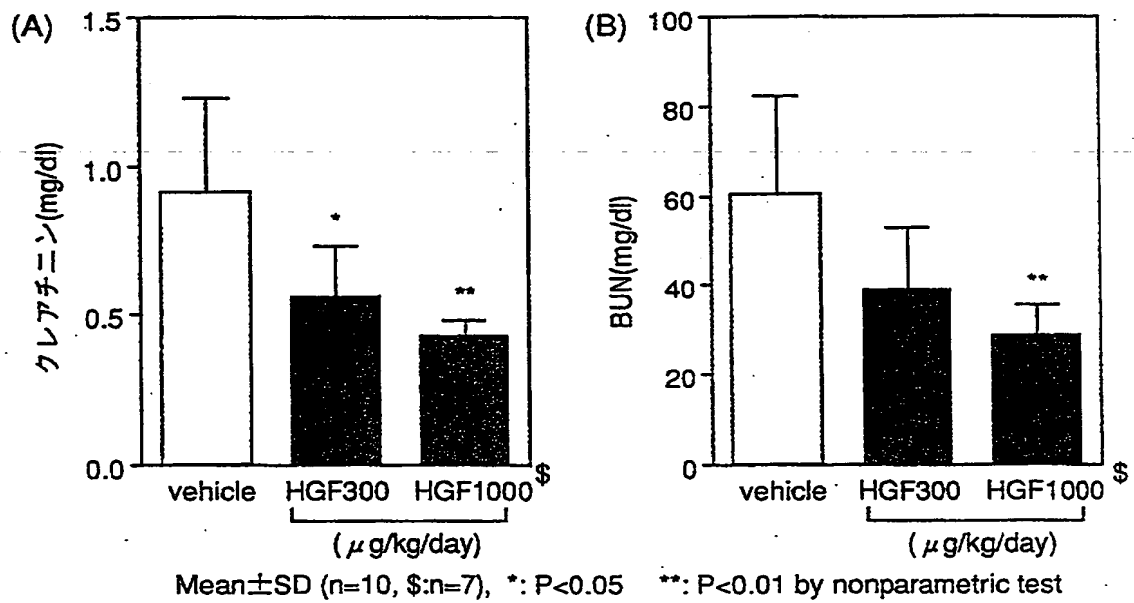 (A)
1.5
1.0
0.5
0.0
クレアチニン(mg/dl)
*
**
vehicle HGF300 HGF1000 $
(μg/kg/day)
(B)
100
80
60
40
20
0
BUN(mg/dl)
**
vehicle HGF300 HGF1000 $
(μg/kg/day)
Mean±SD (n=10, $:n=7), *: P<0.05 **: P<0.01 by nonparametric test